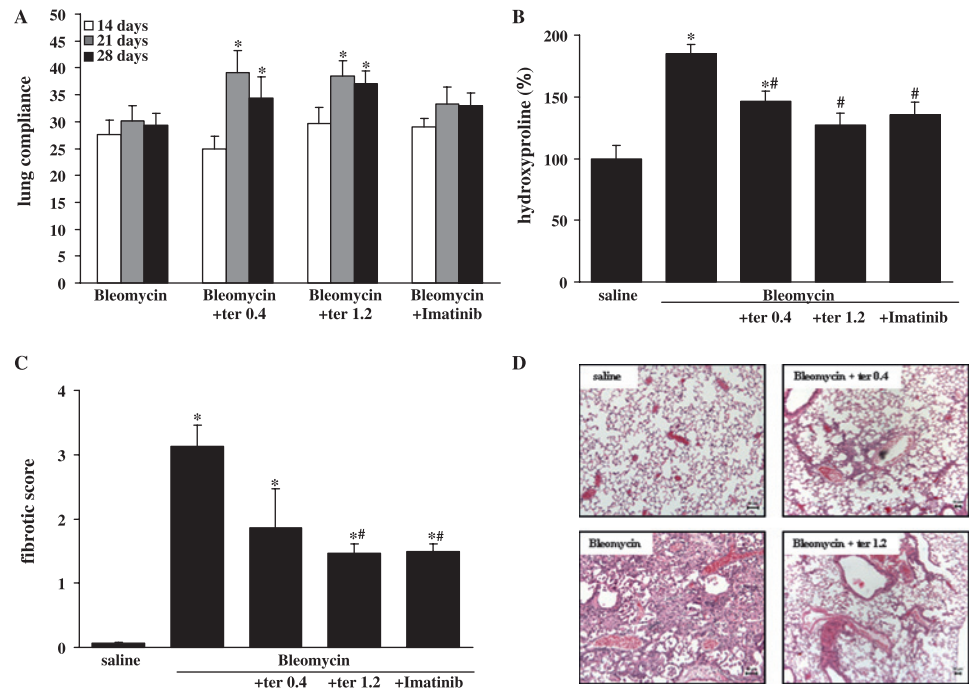 A
lung compliance
50
45
40
35
30
25
20
15
10
5
0
14 days
21 days
28 days
* * * *
Bleomycin Bleomycin Bleomycin Bleomycin
+ter 0.4 +ter 1.2 +Imatinib
B
hydroxyproline (%)
200
150
100
50
0
* *# # #
saline Bleomycin
+ter 0.4 +ter 1.2 +Imatinib
C
fibrotic score
4
3
2
1
0
* * *# *#
saline Bleomycin
+ter 0.4 +ter 1.2 +Imatinib
D
saline Bleomycin + ter 0.4
Bleomycin Bleomycin + ter 1.2